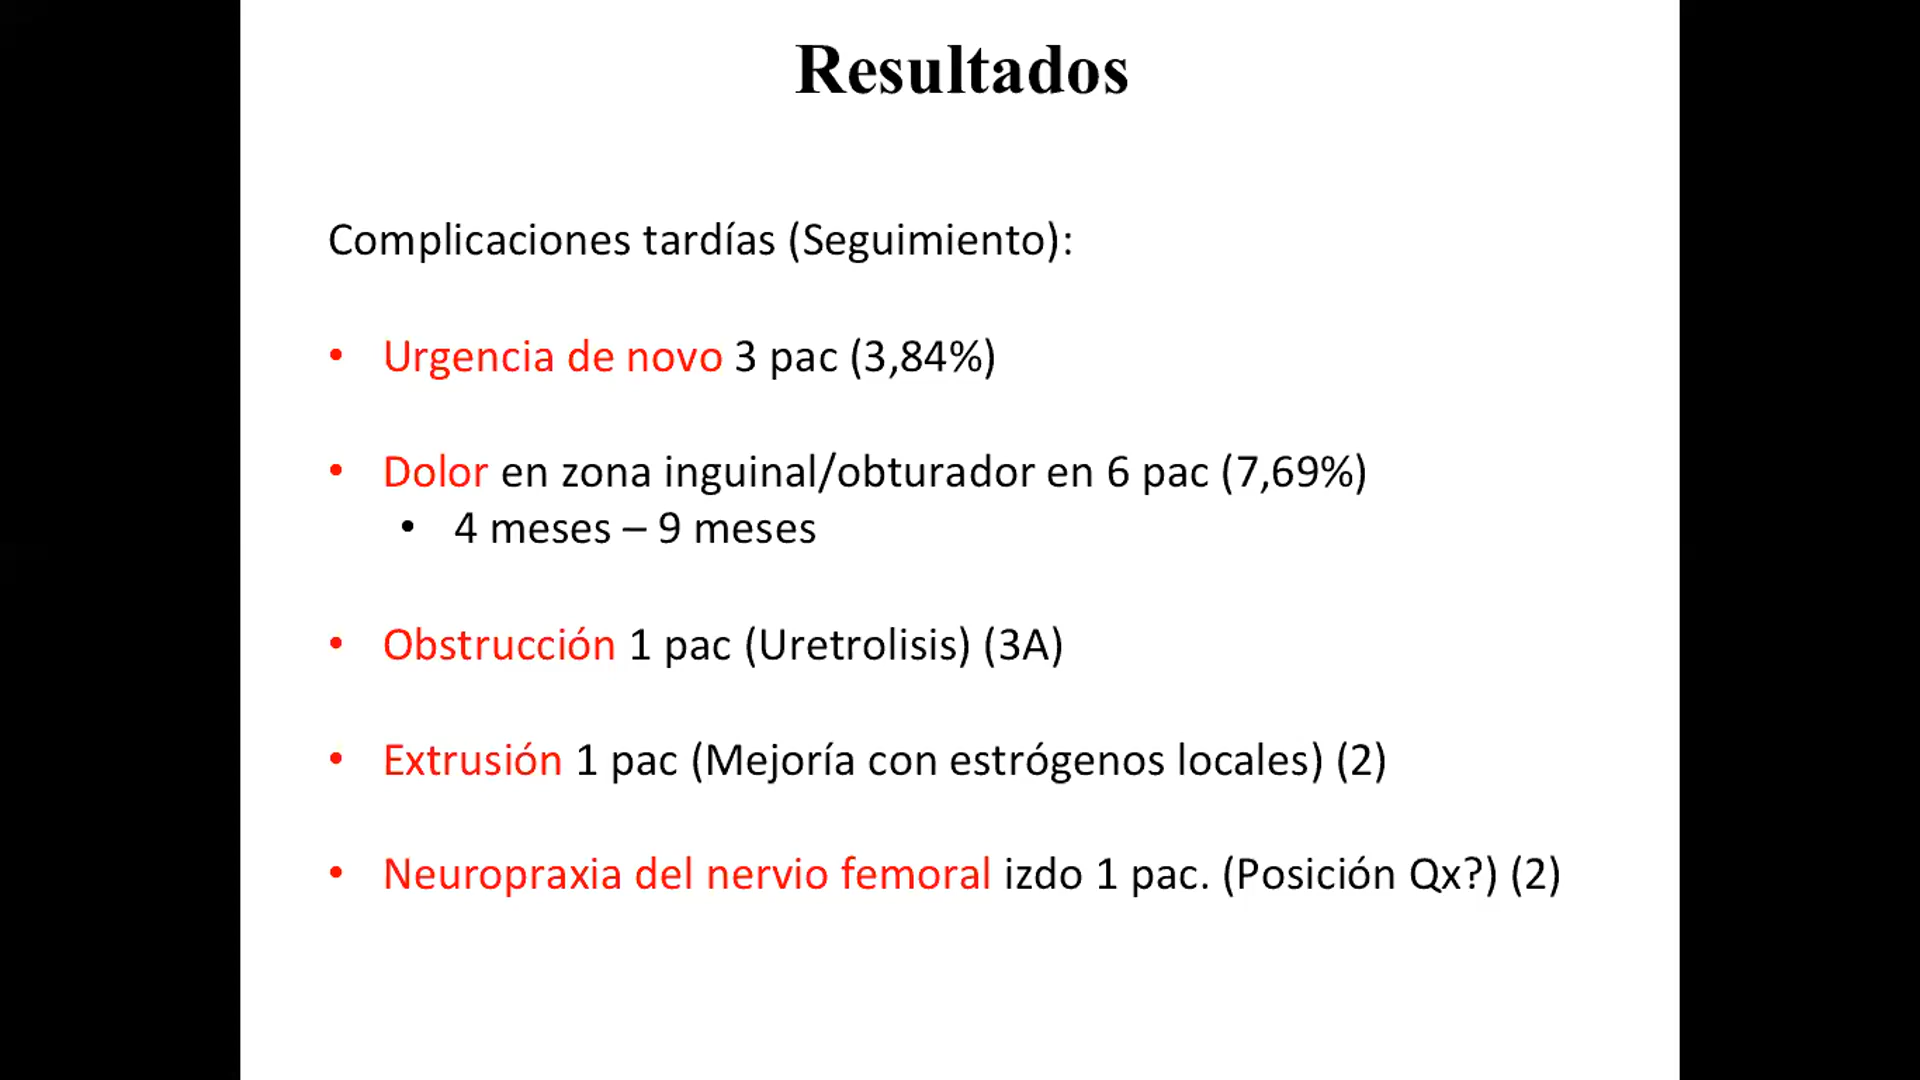 Resultados
Complicaciones tardías (Seguimiento):
• Urgencia de novo 3 pac (3,84%)
• Dolor en zona inguinal/obturador en 6 pac (7,69%)
• 4 meses – 9 meses
• Obstrucción 1 pac (Uretrolisis) (3A)
• Extrusión 1 pac (Mejoría con estrógenos locales) (2)
• Neuropraxia del nervio femoral izdo 1 pac. (Posición Qx?) (2)